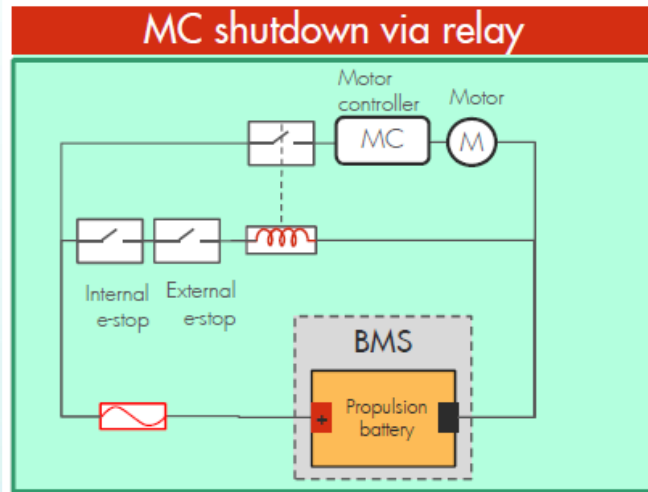 MC shutdown via relay
Motor
controller
Motor
MC
M
Internal
e-stop
External
e-stop
BMS
+
Propulsion
battery